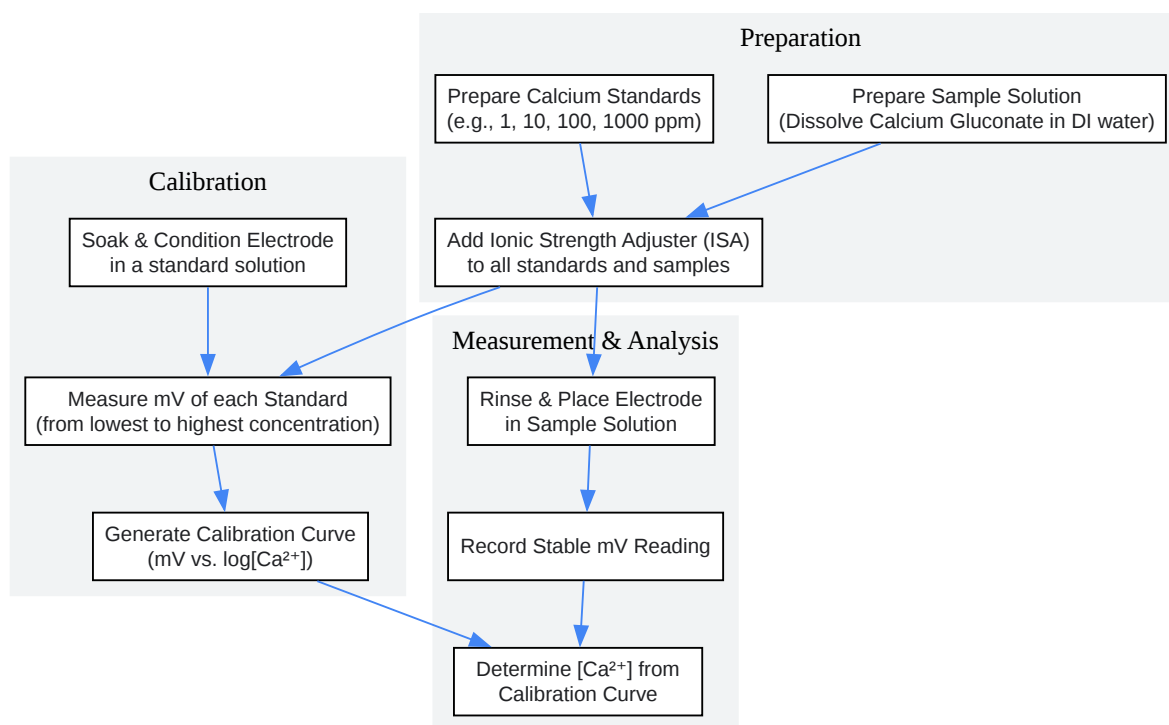 Preparation
Prepare Calcium Standards
(e.g., 1, 10, 100, 1000 ppm)
Prepare Sample Solution
(Dissolve Calcium Gluconate in DI water)
Calibration
Soak & Condition Electrode
in a standard solution
Add Ionic Strength Adjuster (ISA)
to all standards and samples
Measurement & Analysis
Measure mV of each Standard
(from lowest to highest concentration)
Rinse & Place Electrode
in Sample Solution
Generate Calibration Curve
(mV vs. log[Ca²⁺])
Record Stable mV Reading
Determine [Ca²⁺] from
Calibration Curve